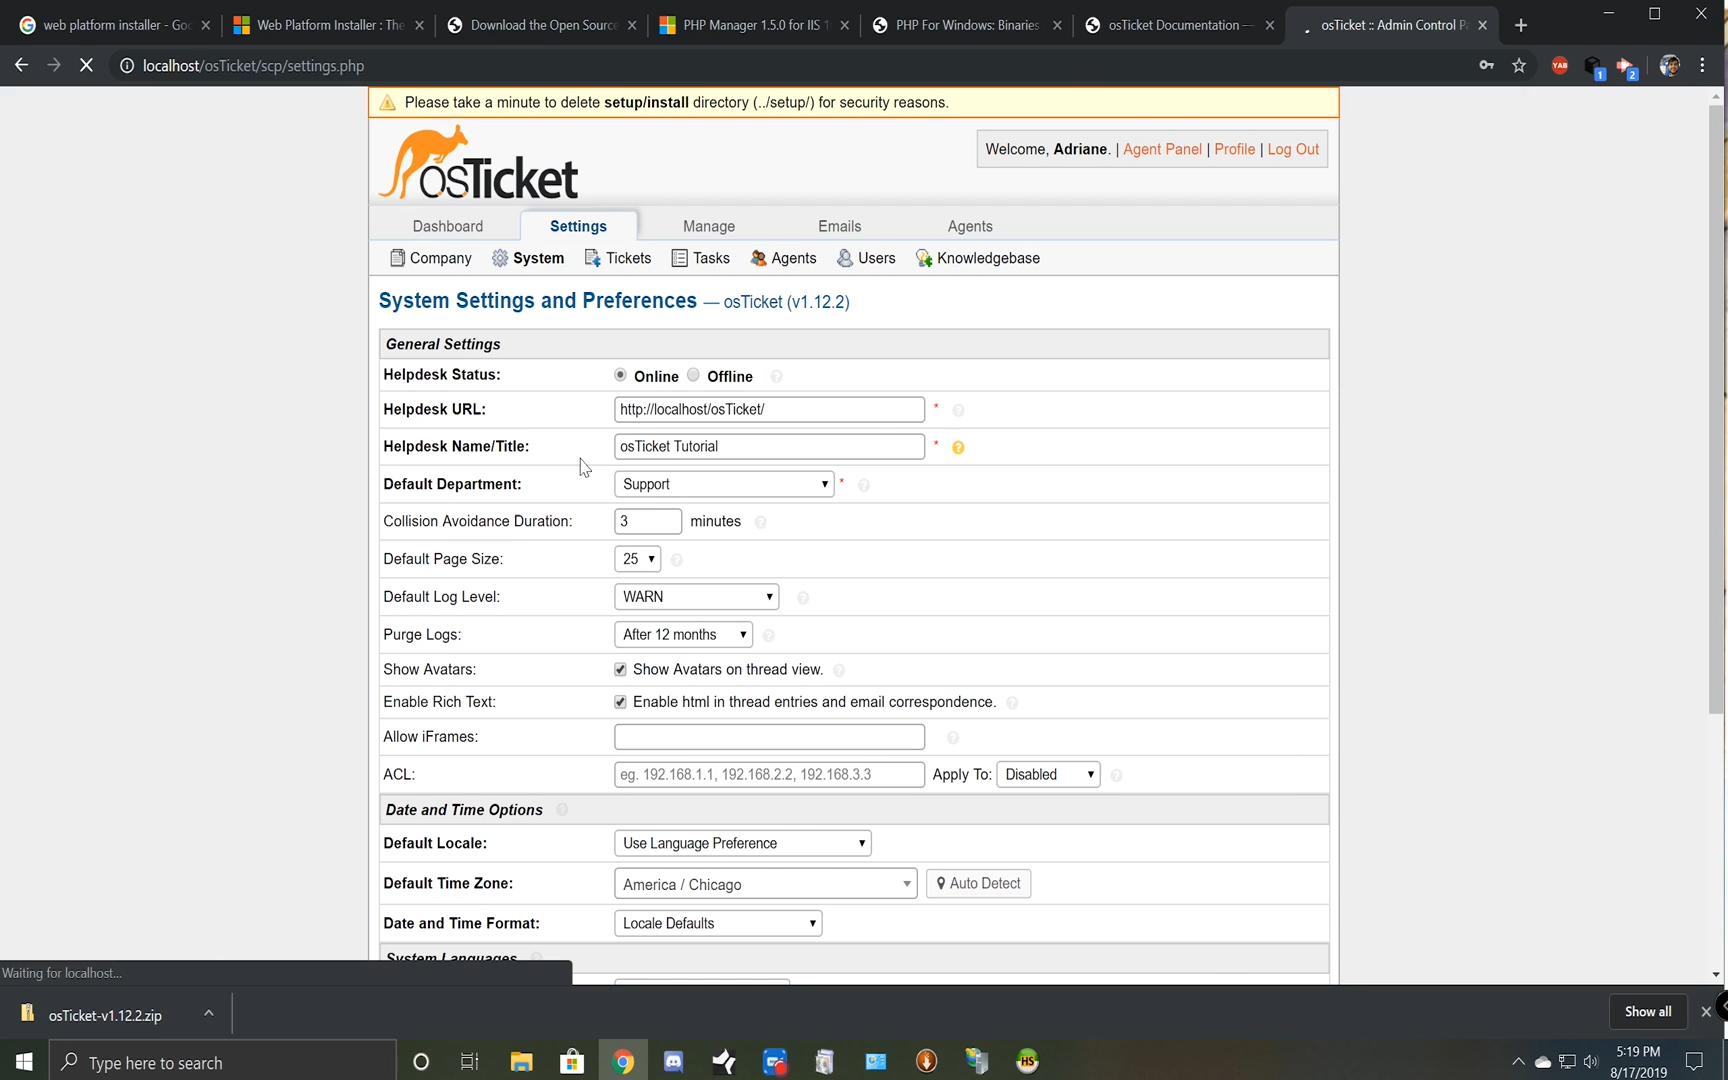 web platform installer - Goo
Web Platform Installer : The
Download the Open Source
PHP Manager 1.5.0 for IIS 1
PHP For Windows: Binaries
osTicket Documentation —
osTicket :: Admin Control P
localhost/osTicket/scp/settings.php
YAB
1
2
Please take a minute to delete setup/install directory (../setup/) for security reasons.
osTicket
Welcome, Adriane. | Agent Panel | Profile | Log Out
Dashboard
Settings
Manage
Emails
Agents
Company
System
Tickets
Tasks
Agents
Users
Knowledgebase
System Settings and Preferences — osTicket (v1.12.2)
General Settings
Helpdesk Status: Online Offline
Helpdesk URL: http://localhost/osTicket/ *
Helpdesk Name/Title: osTicket Tutorial *
Default Department: Support *
Collision Avoidance Duration: 3 minutes
Default Page Size: 25
Default Log Level: WARN
Purge Logs: After 12 months
Show Avatars: Show Avatars on thread view.
Enable Rich Text: Enable html in thread entries and email correspondence.
Allow iFrames:
ACL: eg. 192.168.1.1, 192.168.2.2, 192.168.3.3 Apply To: Disabled
Date and Time Options
Default Locale: Use Language Preference
Default Time Zone: America / Chicago Auto Detect
Date and Time Format: Locale Defaults
System Languages
Waiting for localhost...
osTicket-v1.12.2.zip
Show all
Type here to search
HS
5:19 PM
8/17/2019